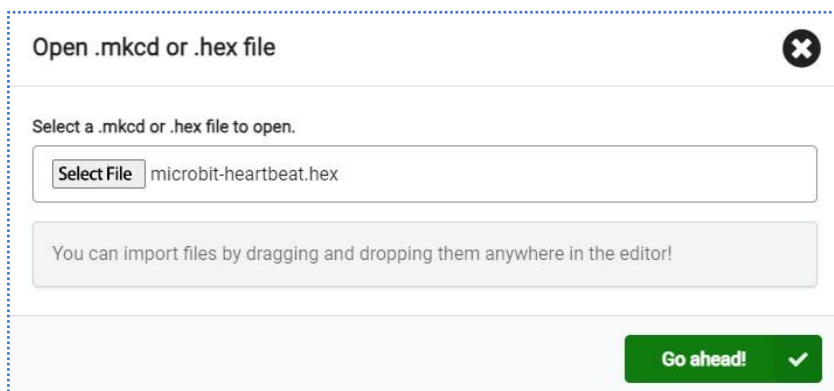 Open .mkcd or .hex file
Select a .mkcd or .hex file to open.
Select File microbit-heartbeat.hex
You can import files by dragging and dropping them anywhere in the editor!
Go ahead!